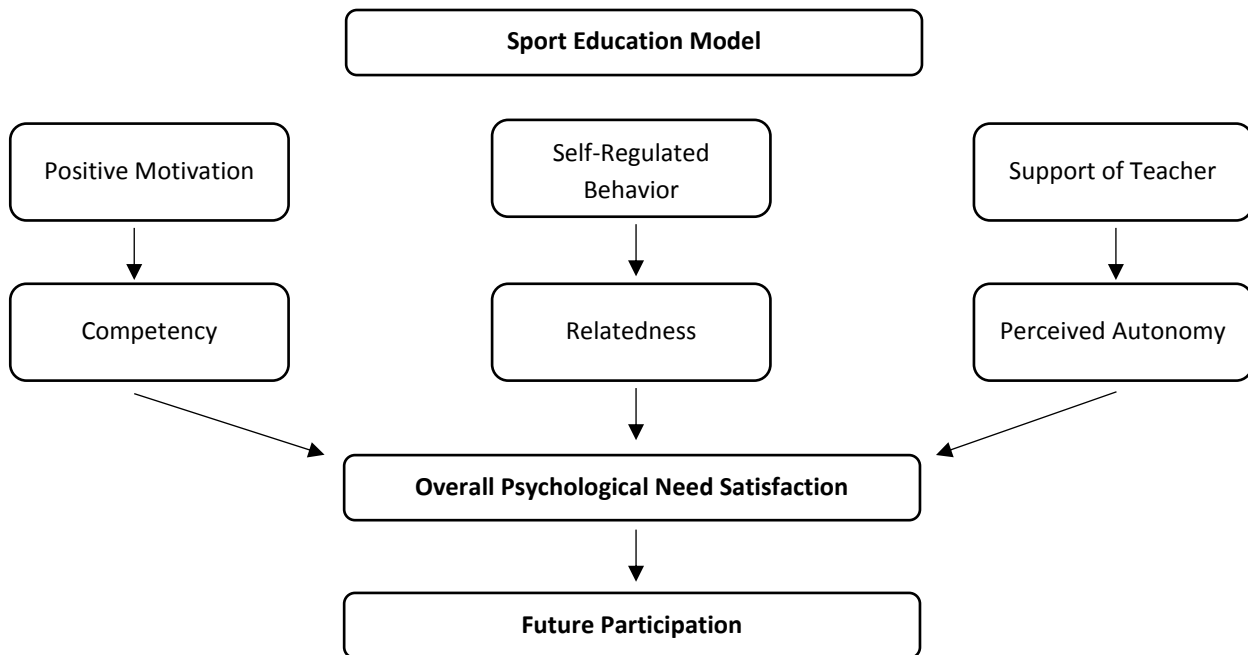 Sport Education Model
Positive Motivation
Self-Regulated
Behavior
Support of Teacher
Competency
Relatedness
Perceived Autonomy
Overall Psychological Need Satisfaction
Future Participation